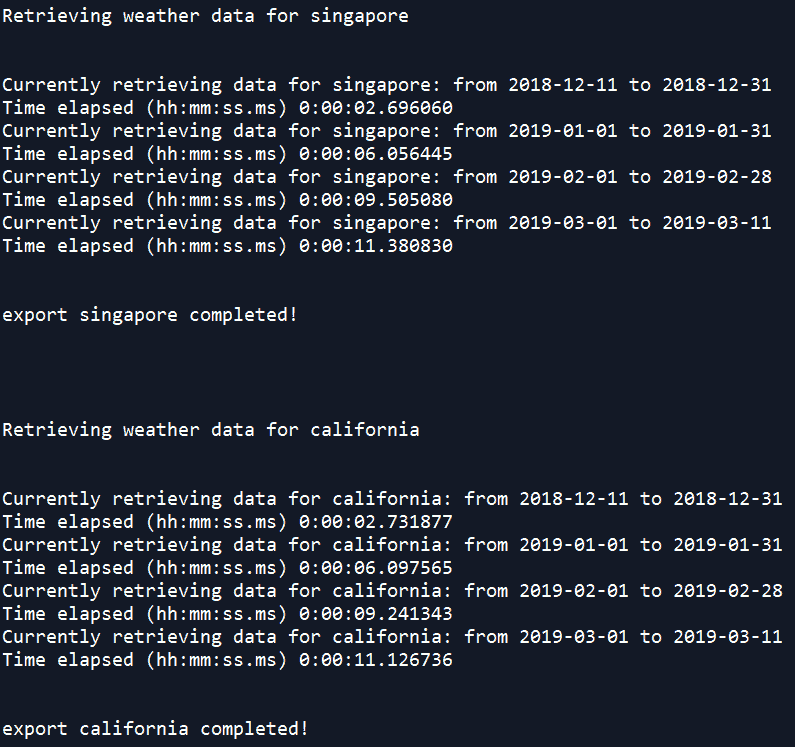 Retrieving weather data for singapore
Currently retrieving data for singapore: from 2018-12-11 to 2018-12-31
Time elapsed (hh:mm:ss.ms) 0:00:02.696060
Currently retrieving data for singapore: from 2019-01-01 to 2019-01-31
Time elapsed (hh:mm:ss.ms) 0:00:06.056445
Currently retrieving data for singapore: from 2019-02-01 to 2019-02-28
Time elapsed (hh:mm:ss.ms) 0:00:09.505080
Currently retrieving data for singapore: from 2019-03-01 to 2019-03-11
Time elapsed (hh:mm:ss.ms) 0:00:11.380830
export singapore completed!
Retrieving weather data for california
Currently retrieving data for california: from 2018-12-11 to 2018-12-31
Time elapsed (hh:mm:ss.ms) 0:00:02.731877
Currently retrieving data for california: from 2019-01-01 to 2019-01-31
Time elapsed (hh:mm:ss.ms) 0:00:06.097565
Currently retrieving data for california: from 2019-02-01 to 2019-02-28
Time elapsed (hh:mm:ss.ms) 0:00:09.241343
Currently retrieving data for california: from 2019-03-01 to 2019-03-11
Time elapsed (hh:mm:ss.ms) 0:00:11.126736
export california completed!